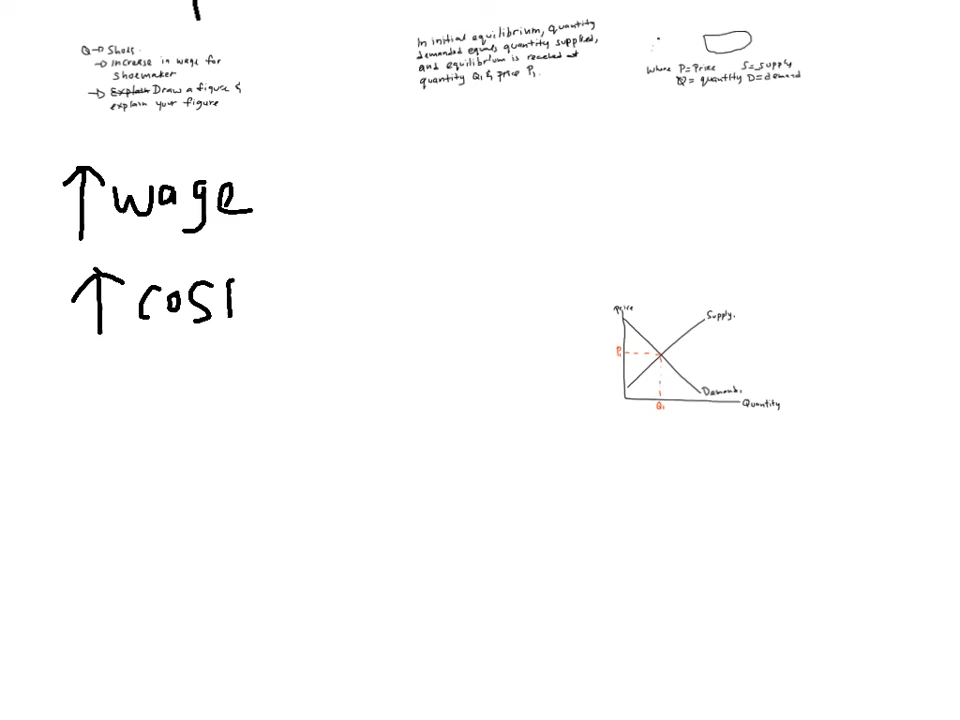 Q → Shoes.
→ Increase in wage for
Shoemaker
→ Explain Draw a figure &
explain your figure
In initial equilibrium, quantity
demanded equals quantity supplied,
and equilibrium is reached at
quantity Q1 & price P1.
where P = Price S = supply
Q = quantity D = demand
↑ wage
↑ cost
Price
Supply.
P1
Demand.
Q1
Quantity